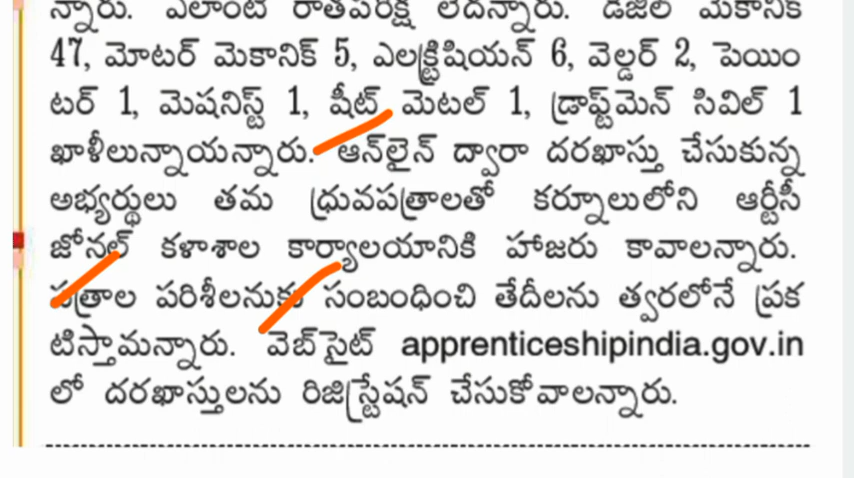 న్నారు. ఎలాంటి రాతపరీక్ష లేదన్నారు. డీజిల్ మెకానిక్
47, మోటర్ మెకానిక్ 5, ఎలక్ట్రిషియన్ 6, వెల్డర్ 2, పెయిం
టర్ 1, మెషనిస్ట్ 1, షీట్ మెటల్ 1, డ్రాఫ్ట్‌మెన్ సివిల్ 1
ఖాళీలున్నాయన్నారు. ఆన్‌లైన్ ద్వారా దరఖాస్తు చేసుకున్న
అభ్యర్థులు తమ ధ్రువపత్రాలతో కర్నూలులోని ఆర్టీసీ
జోనల్ కళాశాల కార్యాలయానికి హాజరు కావాలన్నారు.
పత్రాల పరిశీలనుకు సంబంధించి తేదీలను త్వరలోనే ప్రక
టిస్తామన్నారు. వెబ్‌సైట్ apprenticeshipindia.gov.in
లో దరఖాస్తులను రిజిస్ట్రేషన్ చేసుకోవాలన్నారు.